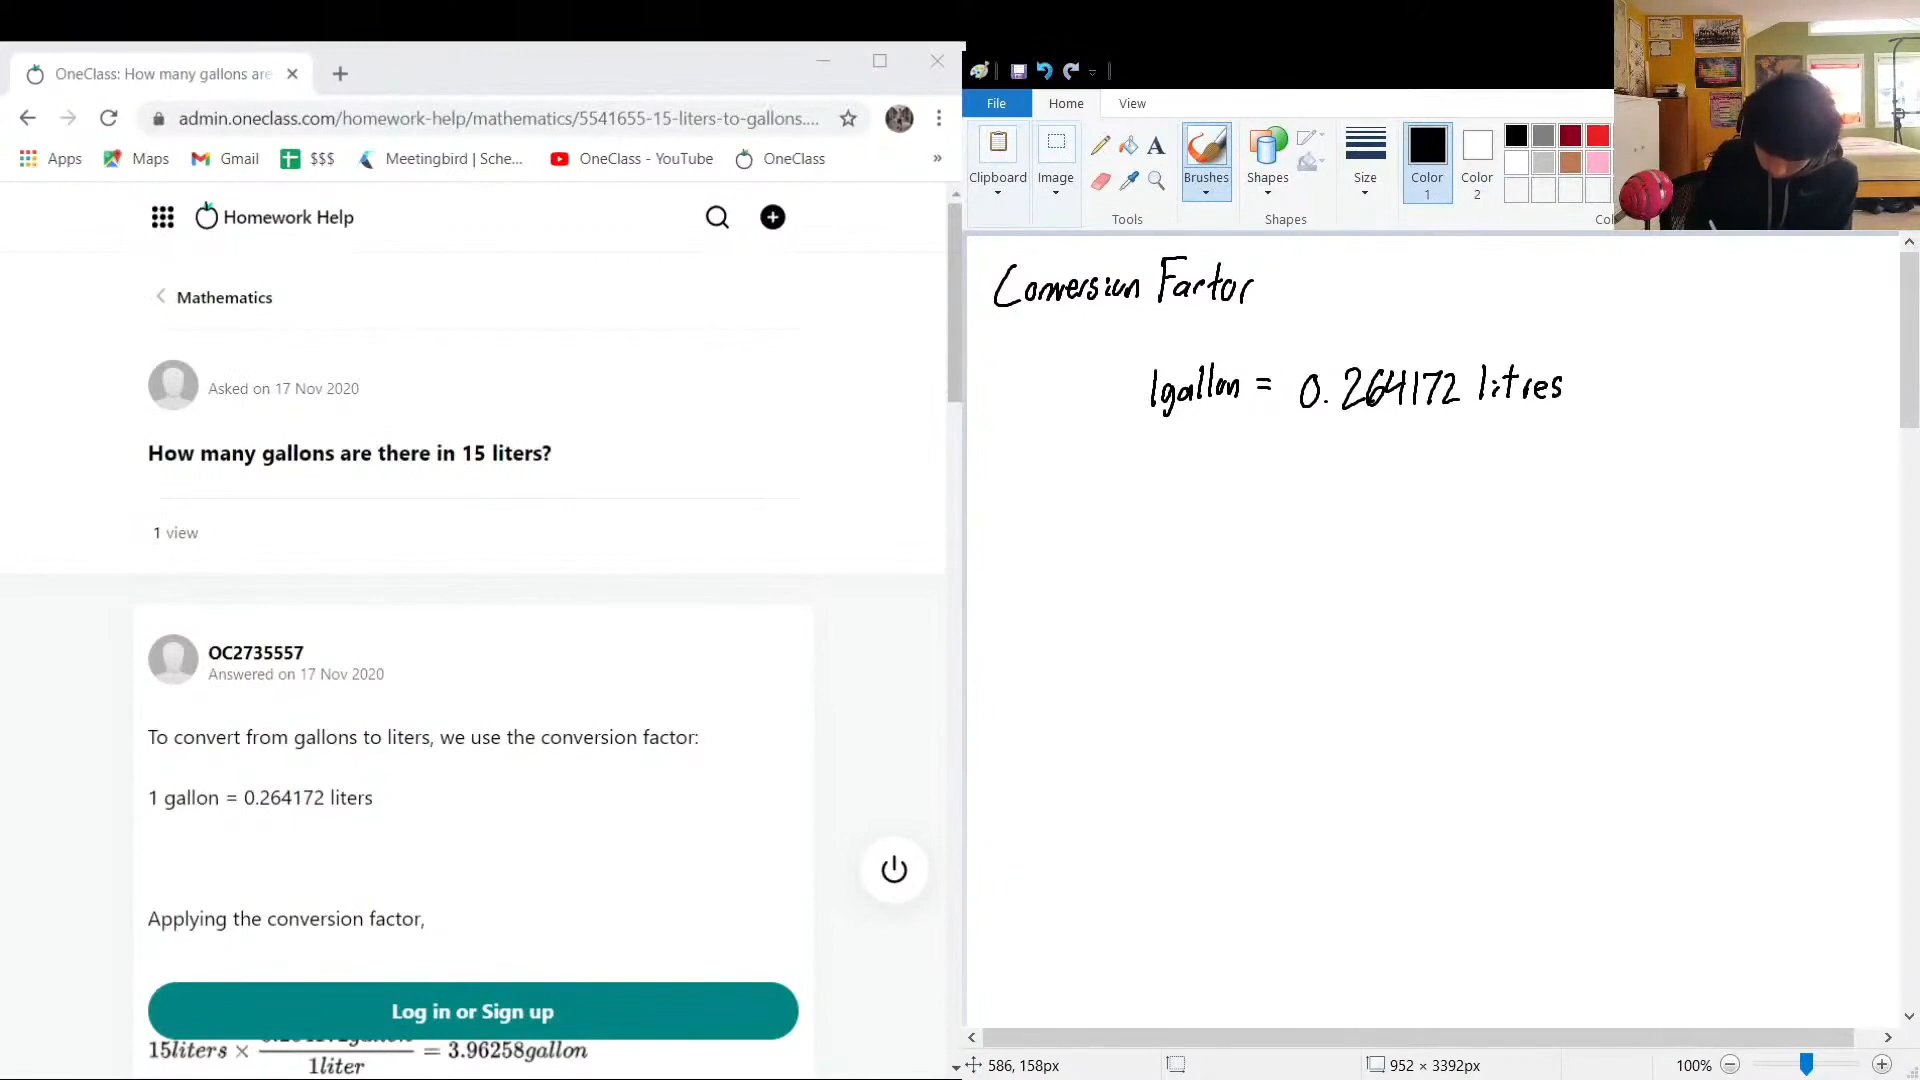 OneClass: How many gallons are
admin.oneclass.com/homework-help/mathematics/5541655-15-liters-to-gallons....
Apps
Maps
Gmail
$$$
Meetingbird | Sche...
OneClass - YouTube
OneClass
»
Homework Help
Mathematics
Asked on 17 Nov 2020
How many gallons are there in 15 liters?
1 view
OC2735557
Answered on 17 Nov 2020
To convert from gallons to liters, we use the conversion factor:
1 gallon = 0.264172 liters
Applying the conversion factor,
Log in or Sign up
15liters × 1liter = 3.96258gallon
File Home View
Clipboard
Image
Tools
Brushes
Shapes
Shapes
Size
Color 1
Color 2
Conversion Factor
1gallon = 0.264172 litres
586, 158px
952 × 3392px
100%